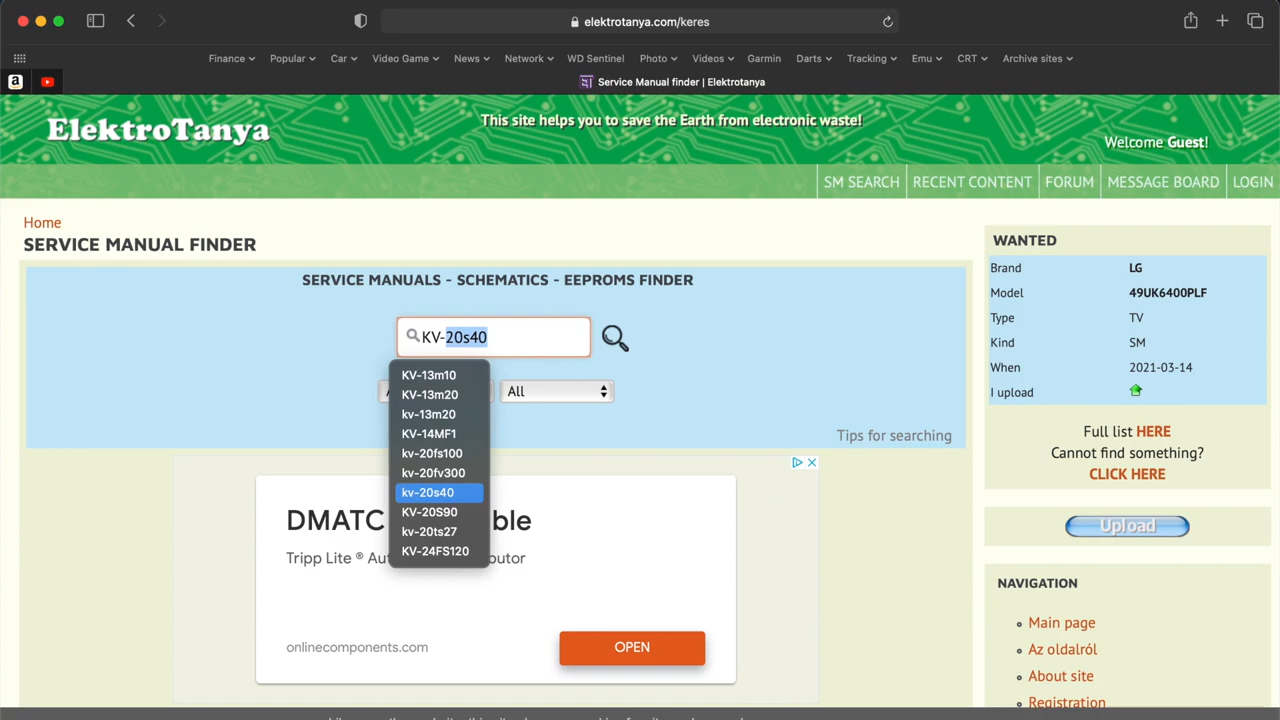 elektrotanya.com/keres
Finance Popular Car Video Game News Network WD Sentinel Photo Videos Garmin Darts Tracking Emu CRT Archive sites
a
Service Manual finder | Elektrotanya
ElektroTanya
This site helps you to save the Earth from electronic waste!
Welcome Guest!
SM SEARCH RECENT CONTENT FORUM MESSAGE BOARD LOGIN
Home
SERVICE MANUAL FINDER
SERVICE MANUALS - SCHEMATICS - EEPROMS FINDER
KV-20s40
All
KV-13m10
KV-13m20
kv-13m20
KV-14MF1
kv-20fs100
kv-20fv300
kv-20s40
KV-20S90
kv-20ts27
KV-24FS120
Tips for searching
DMATC ble
Tripp Lite ® Au butor
onlinecomponents.com
OPEN
WANTED
Brand LG
Model 49UK6400PLF
Type TV
Kind SM
When 2021-03-14
I upload
Full list HERE
Cannot find something?
CLICK HERE
Upload
NAVIGATION
Main page
Az oldalról
About site
Registration